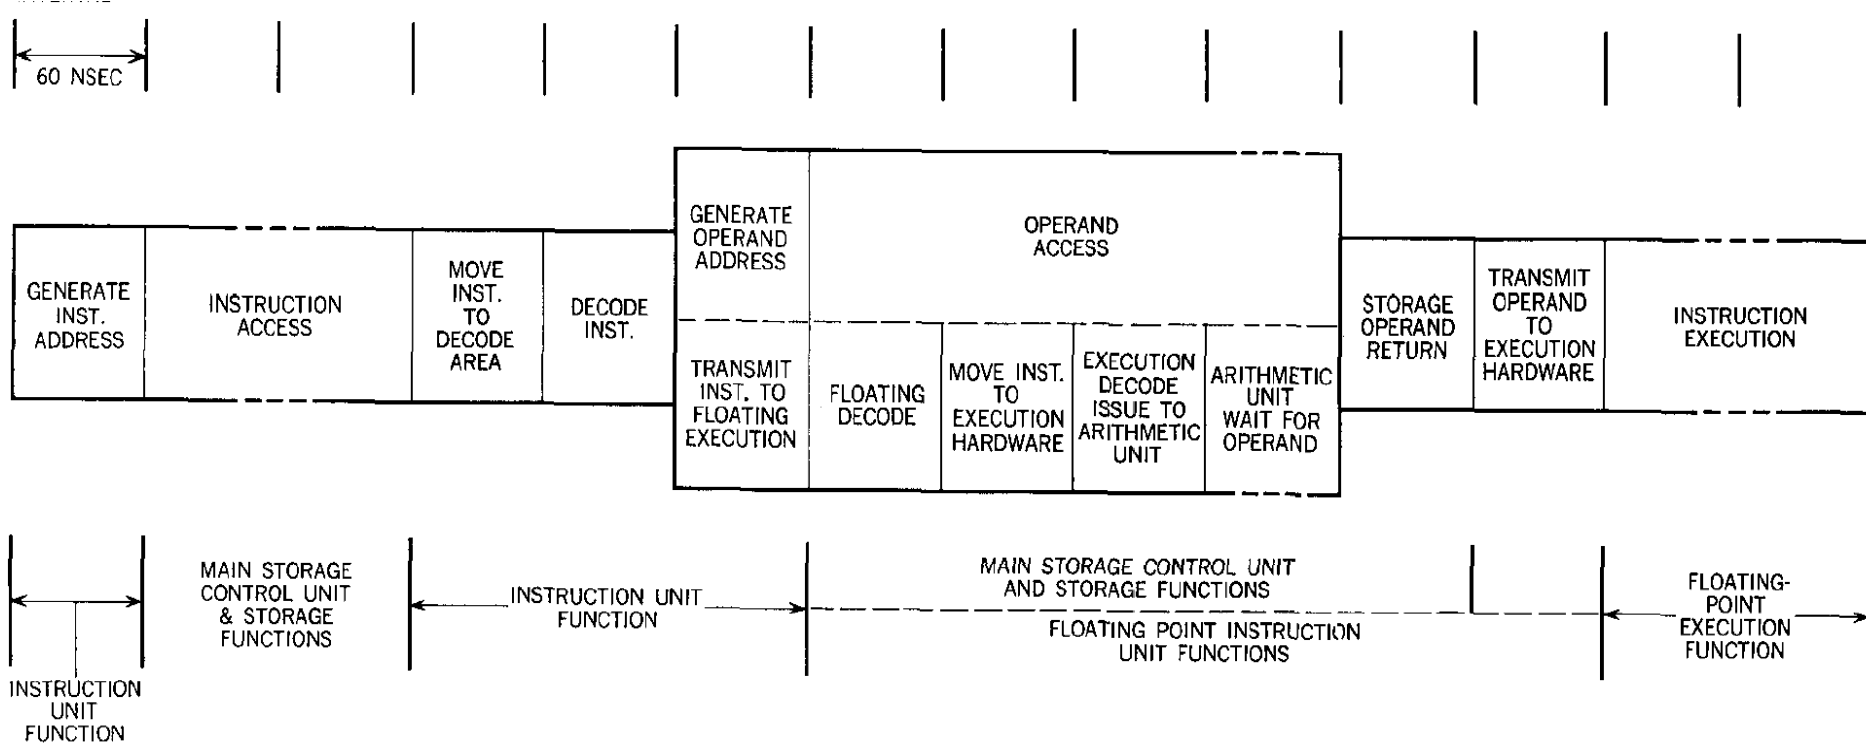 60 NSEC
GENERATE
INST.
ADDRESS
INSTRUCTION
ACCESS
MOVE
INST.
TO
DECODE
AREA
DECODE
INST.
GENERATE
OPERAND
ADDRESS
OPERAND
ACCESS
TRANSMIT
INST. TO
FLOATING
EXECUTION
FLOATING
DECODE
MOVE INST.
TO
EXECUTION
HARDWARE
EXECUTION
DECODE
ISSUE TO
ARITHMETIC
UNIT
ARITHMETIC
UNIT
WAIT FOR
OPERAND
STORAGE
OPERAND
RETURN
TRANSMIT
OPERAND
TO
EXECUTION
HARDWARE
INSTRUCTION
EXECUTION
INSTRUCTION
UNIT
FUNCTION
MAIN STORAGE
CONTROL UNIT
& STORAGE
FUNCTIONS
INSTRUCTION UNIT
FUNCTION
MAIN STORAGE CONTROL UNIT
AND STORAGE FUNCTIONS
FLOATING POINT INSTRUCTION
UNIT FUNCTIONS
FLOATING-
POINT
EXECUTION
FUNCTION